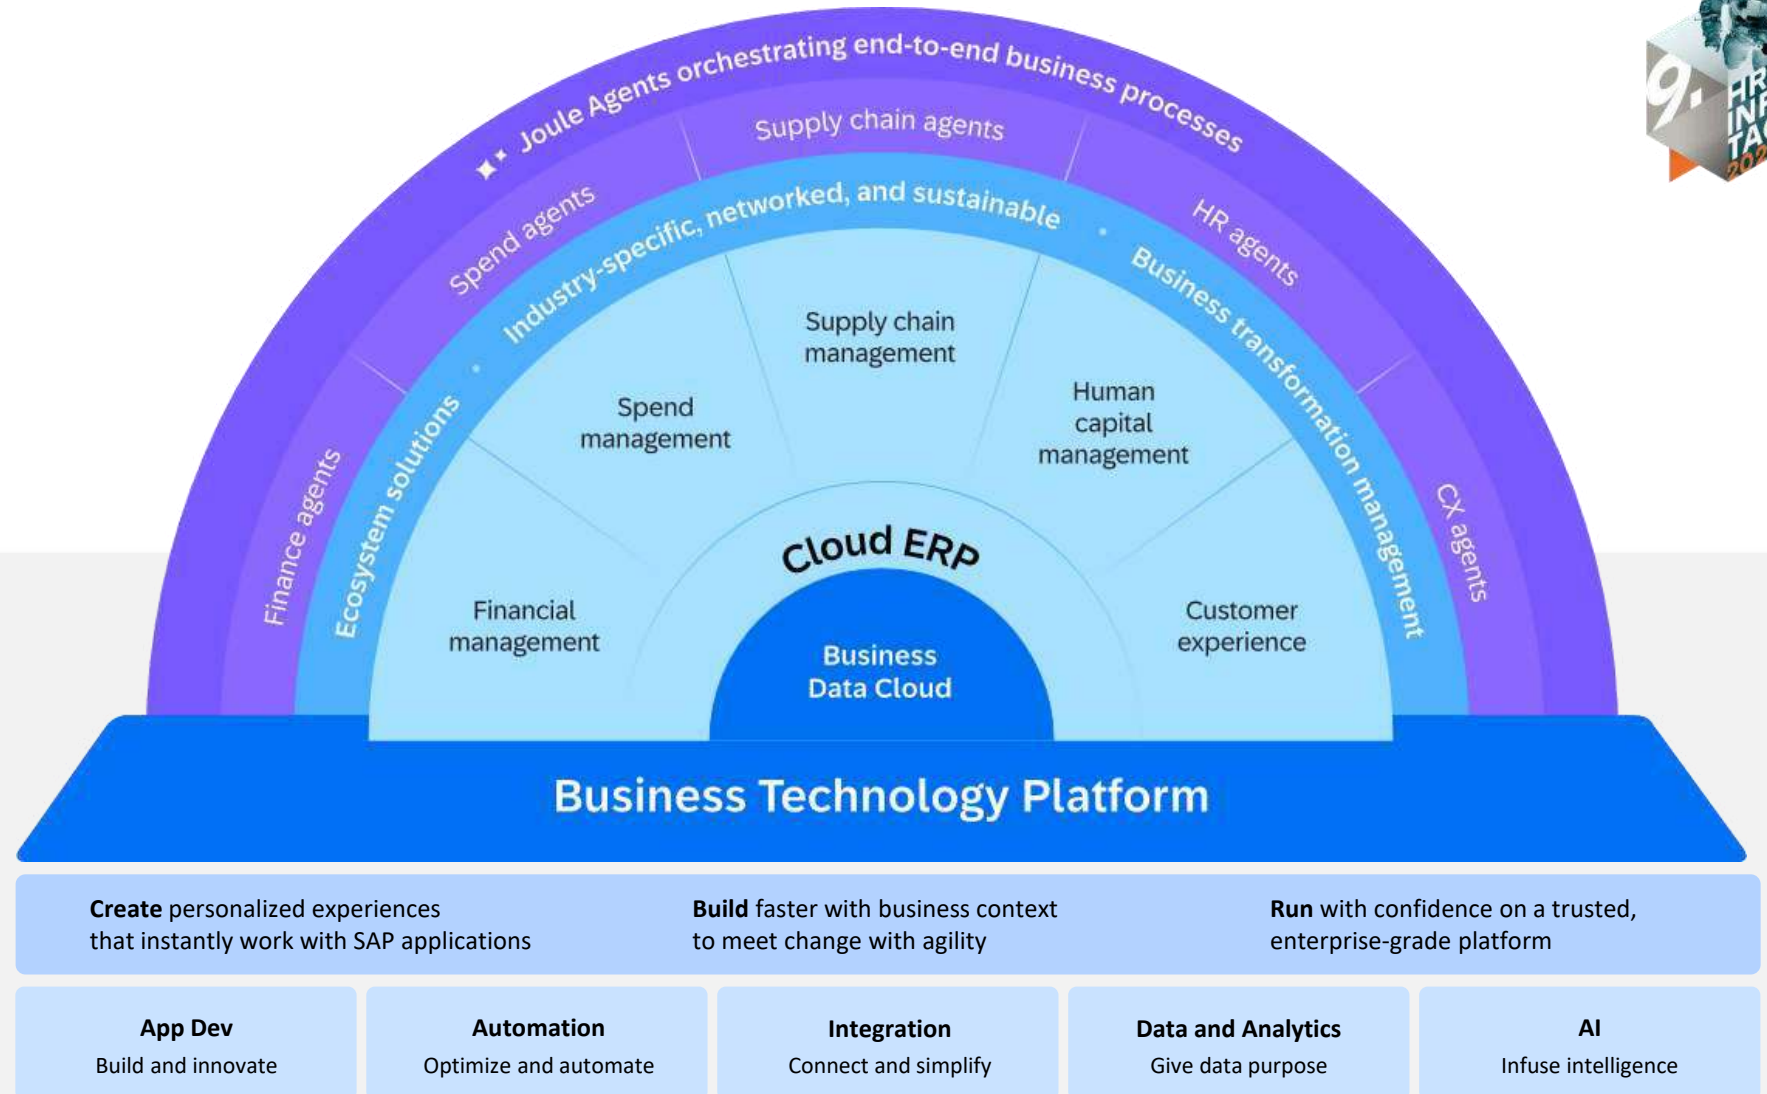 Joule Agents orchestrating end-to-end business processes
Finance agents
Spend agents
Supply chain agents
HR agents
CX agents
Ecosystem solutions • Industry-specific, networked, and sustainable • Business transformation management
Financial
management
Spend
management
Supply chain
management
Human
capital
management
Customer
experience
Cloud ERP
Business
Data Cloud
Business Technology Platform
Create personalized experiences
that instantly work with SAP applications
Build faster with business context
to meet change with agility
Run with confidence on a trusted,
enterprise-grade platform
App Dev
Build and innovate
Automation
Optimize and automate
Integration
Connect and simplify
Data and Analytics
Give data purpose
AI
Infuse intelligence
9.
HR